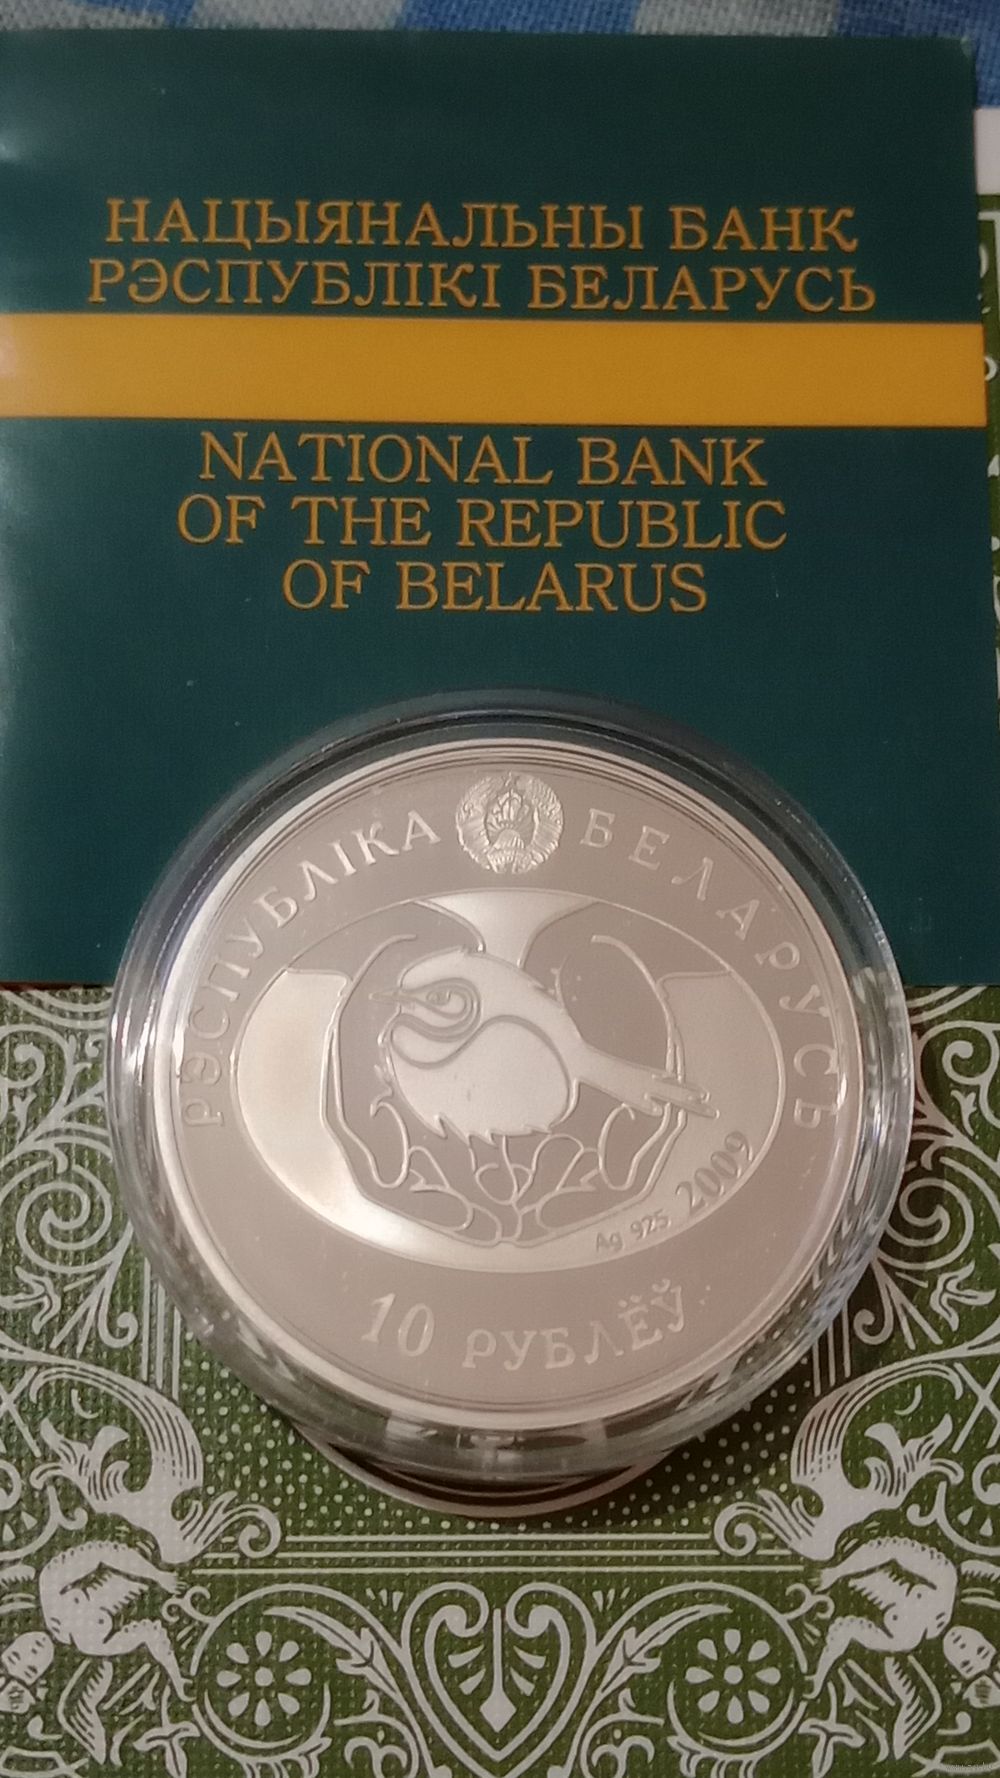 НАЦЫЯНАЛЬНЫ БАНК
РЭСПУБЛІКІ БЕЛАРУСЬ
NATIONAL BANK
OF THE REPUBLIC
OF BELARUS
РЭСПУБЛІКА БЕЛАРУСЬ
Ag 925 2009
10 РУБЛЁЎ